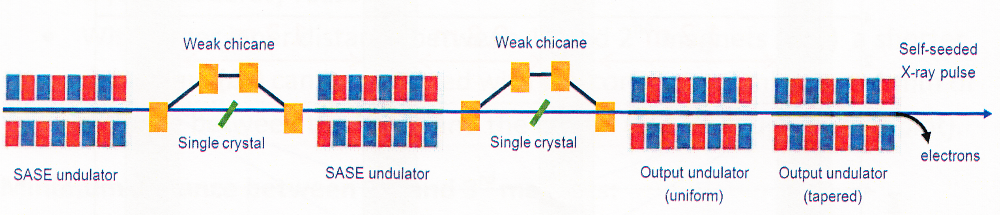 Weak chicane
Weak chicane
Self-seeded
X-ray pulse
Single crystal
Single crystal
electrons
SASE undulator
SASE undulator
Output undulator
(uniform)
Output undulator
(tapered)